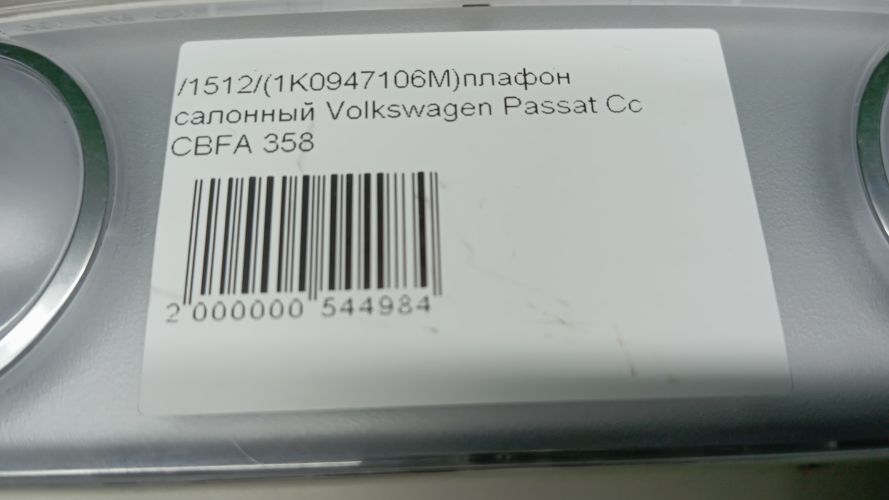 /1512/(1K0947106M)плафон
салонный Volkswagen Passat Cc
CBFA 358
2 000000 544984